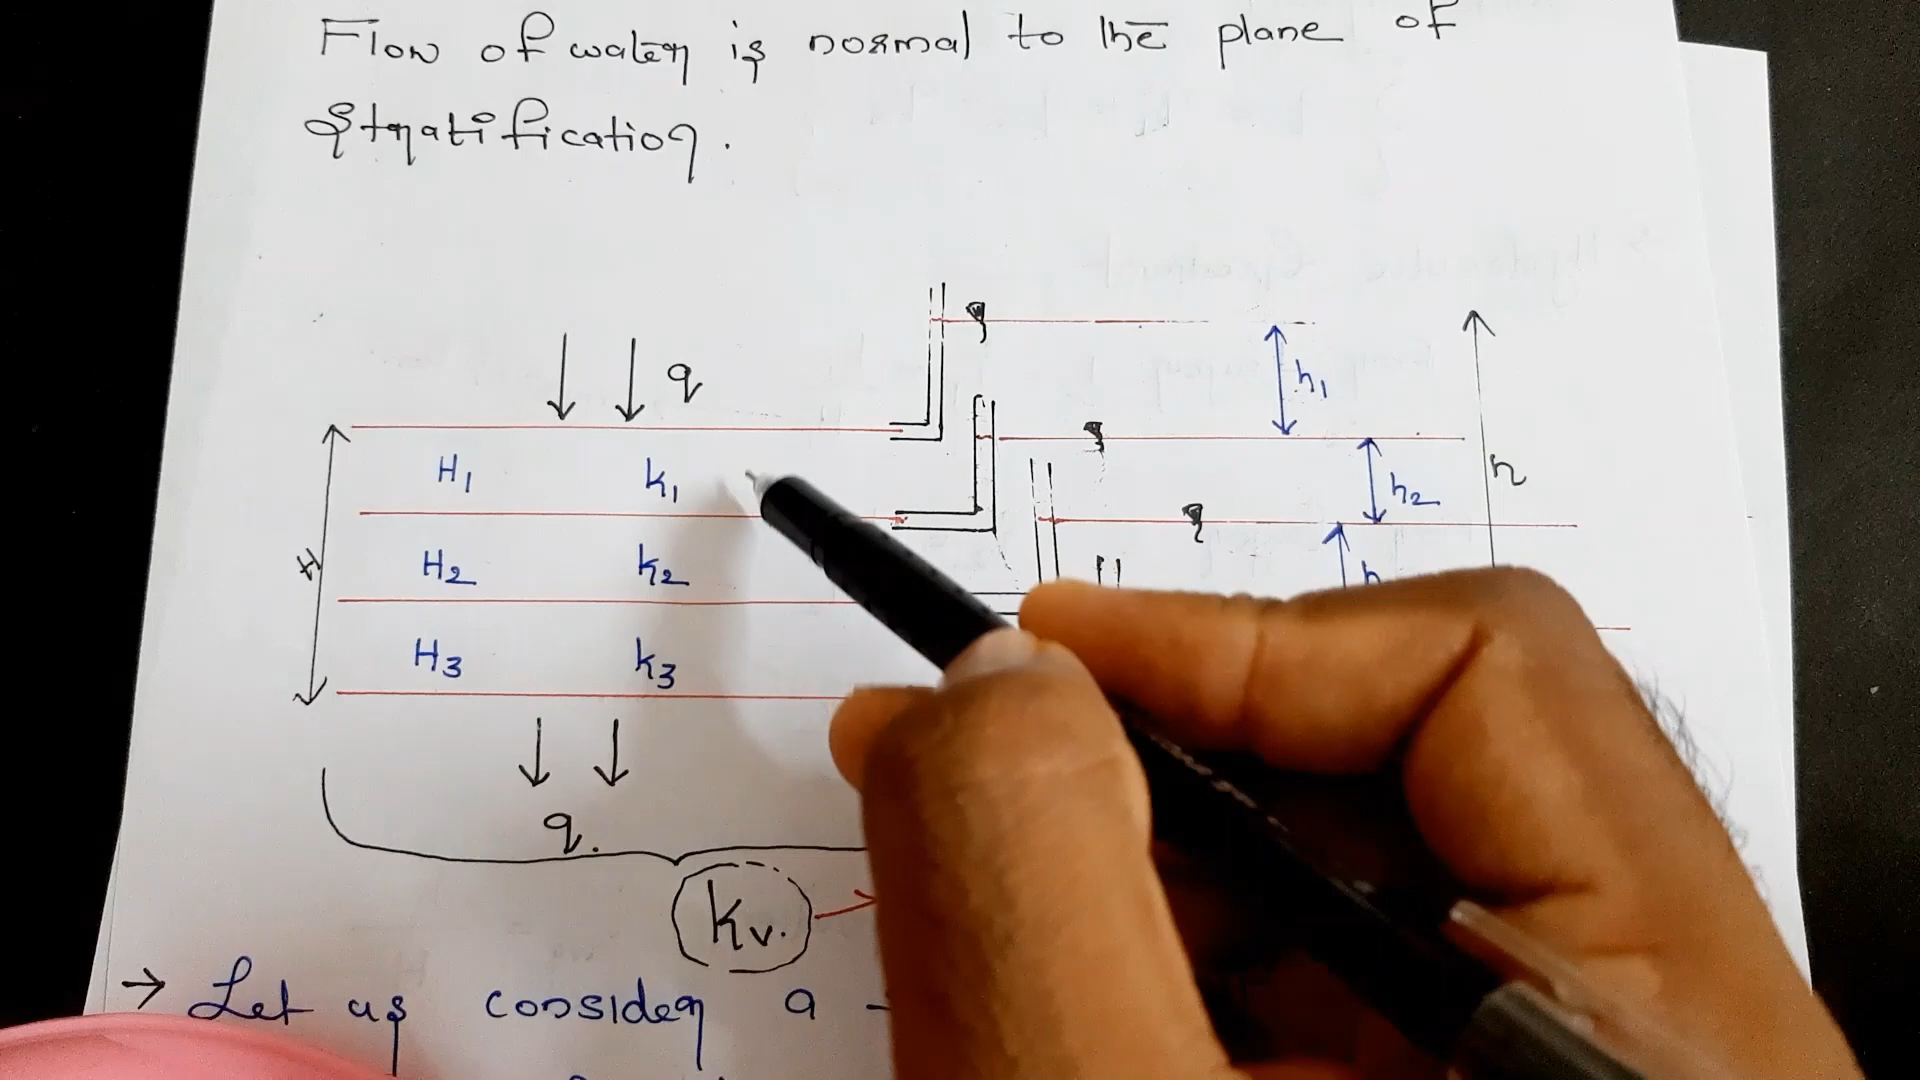 Flow of water is normal to the plane of
Stratification.
q
h1
H1 k1
h2
h
H2 k2
h
H
H3 k3
q.
kv.
→ Let us consider a